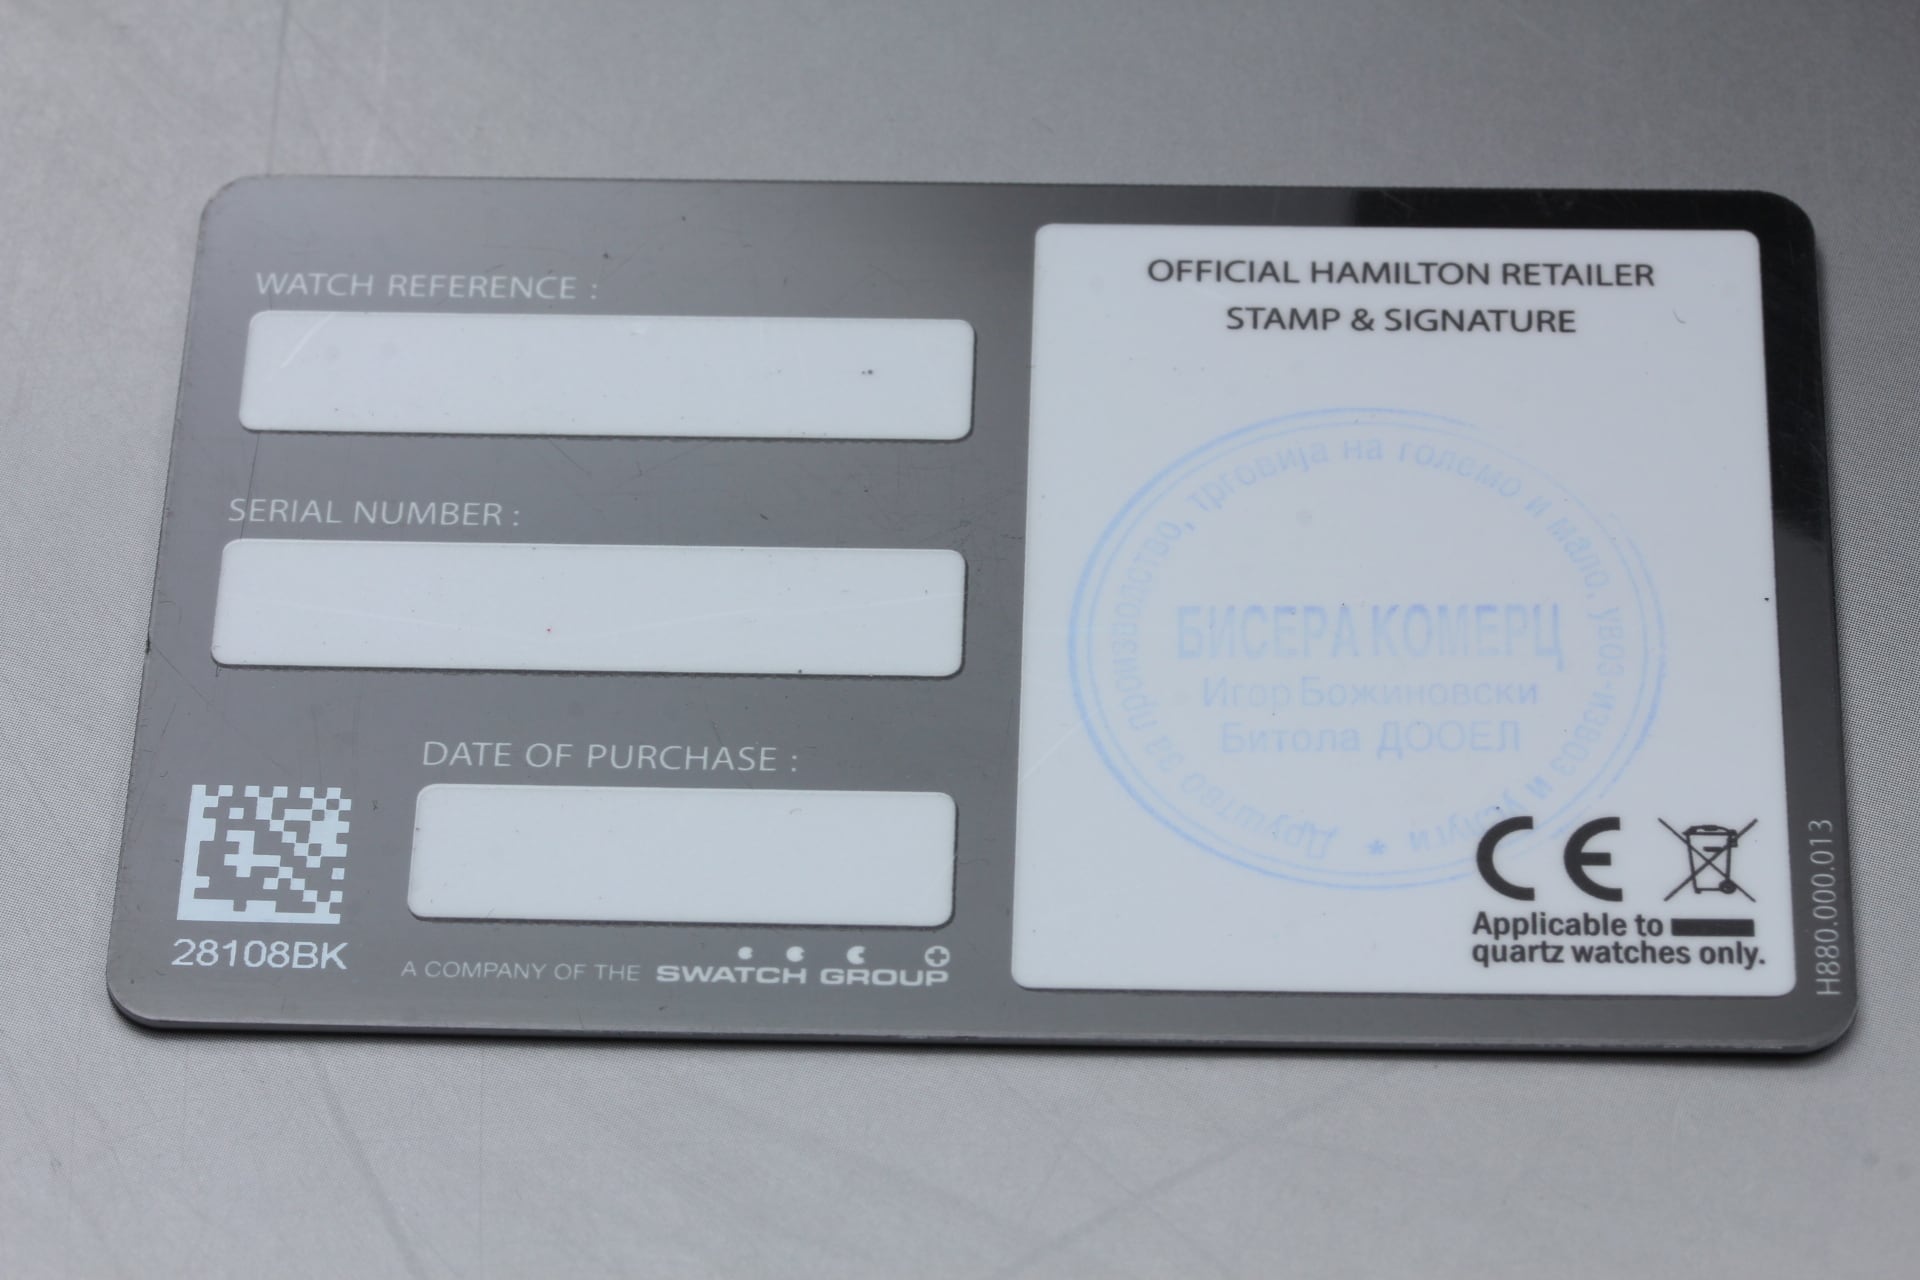 WATCH REFERENCE :
SERIAL NUMBER :
DATE OF PURCHASE :
28108BK
A COMPANY OF THE SWATCH GROUP
OFFICIAL HAMILTON RETAILER
STAMP & SIGNATURE
Друштво за производство, трговија на големо и мало, увоз-извоз и услуги *
БИСЕРА КОМЕРЦ
Игор Божиновски
Битола ДООЕЛ
CE
Applicable to
quartz watches only.
H880.000.013